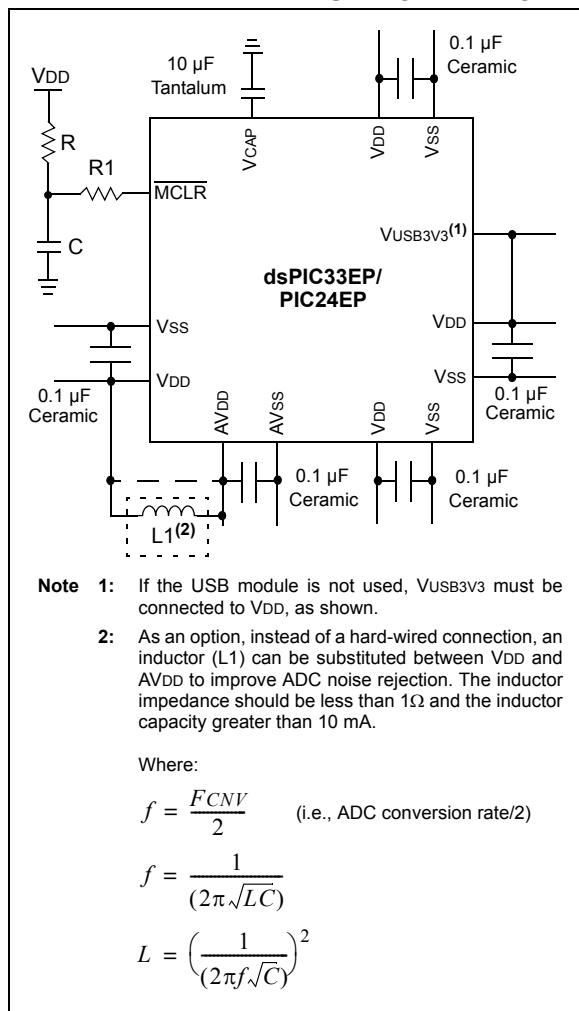 0.1 µF
Ceramic
10 µF
Tantalum
VDD
R
R1
C
VCAP
VDD
VSS
MCLR
VUSB3V3(1)
dsPIC33EP/
PIC24EP
VSS
VDD
VDD
VSS
0.1 µF
Ceramic
0.1 µF
Ceramic
AVDD
AVSS
VDD
VSS
0.1 µF
Ceramic
0.1 µF
Ceramic
L1(2)
Note 1: If the USB module is not used, VUSB3V3 must be
connected to VDD, as shown.
2: As an option, instead of a hard-wired connection, an
inductor (L1) can be substituted between VDD and
AVDD to improve ADC noise rejection. The inductor
impedance should be less than 1Ω and the inductor
capacity greater than 10 mA.
Where:
f = FCNV / 2 (i.e., ADC conversion rate/2)
f = 1 / (2π√LC)
L = (1 / (2πf√C))²